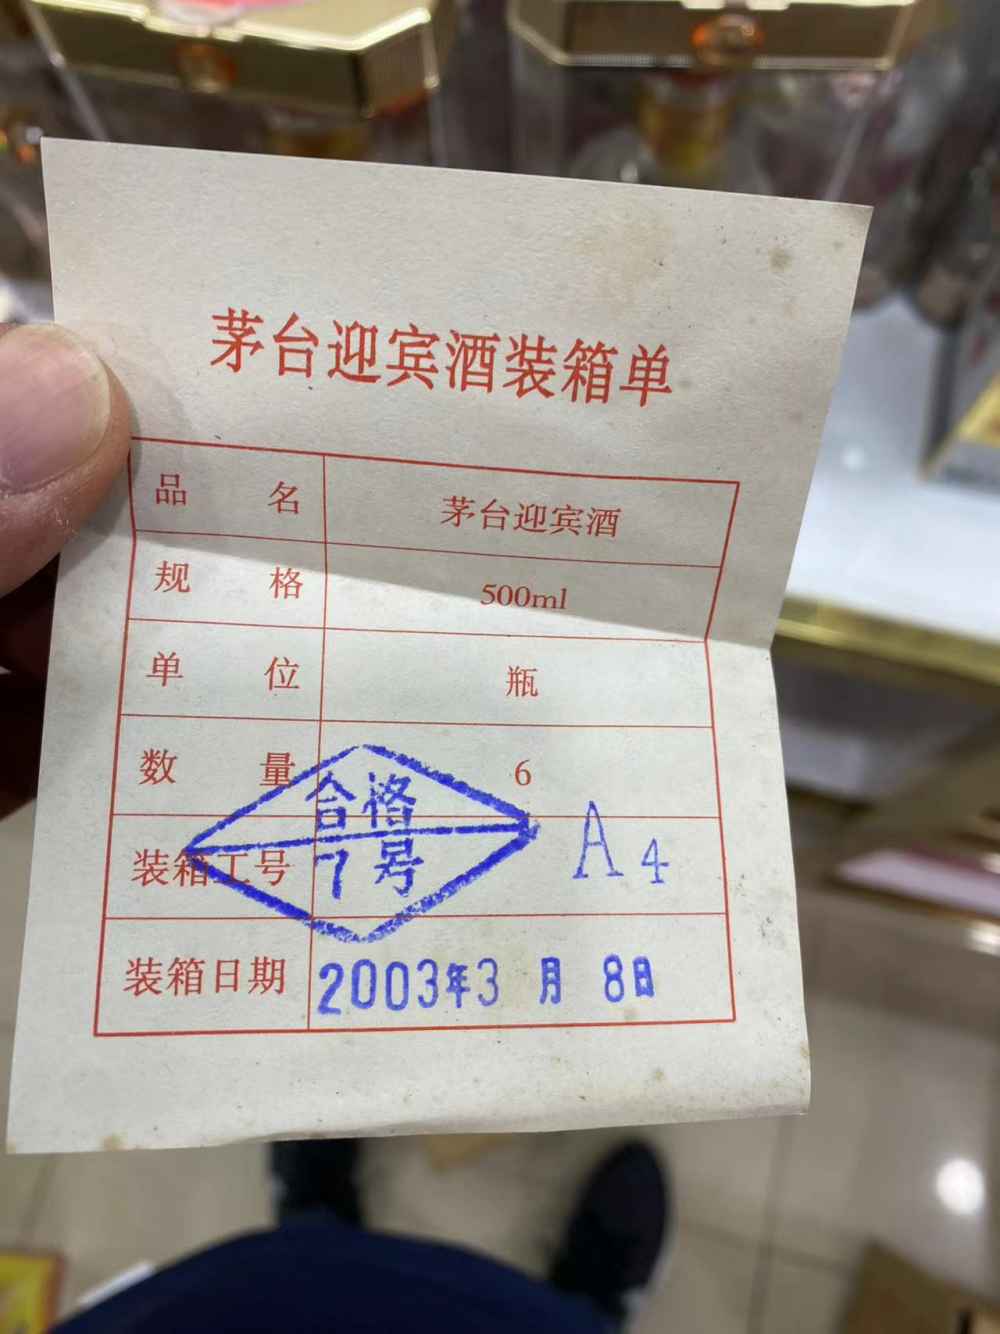 茅台迎宾酒装箱单
品 名 茅台迎宾酒
规 格 500ml
单 位 瓶
数 量 6
合格
装箱工号 7号 A4
装箱日期 2003年3月8日